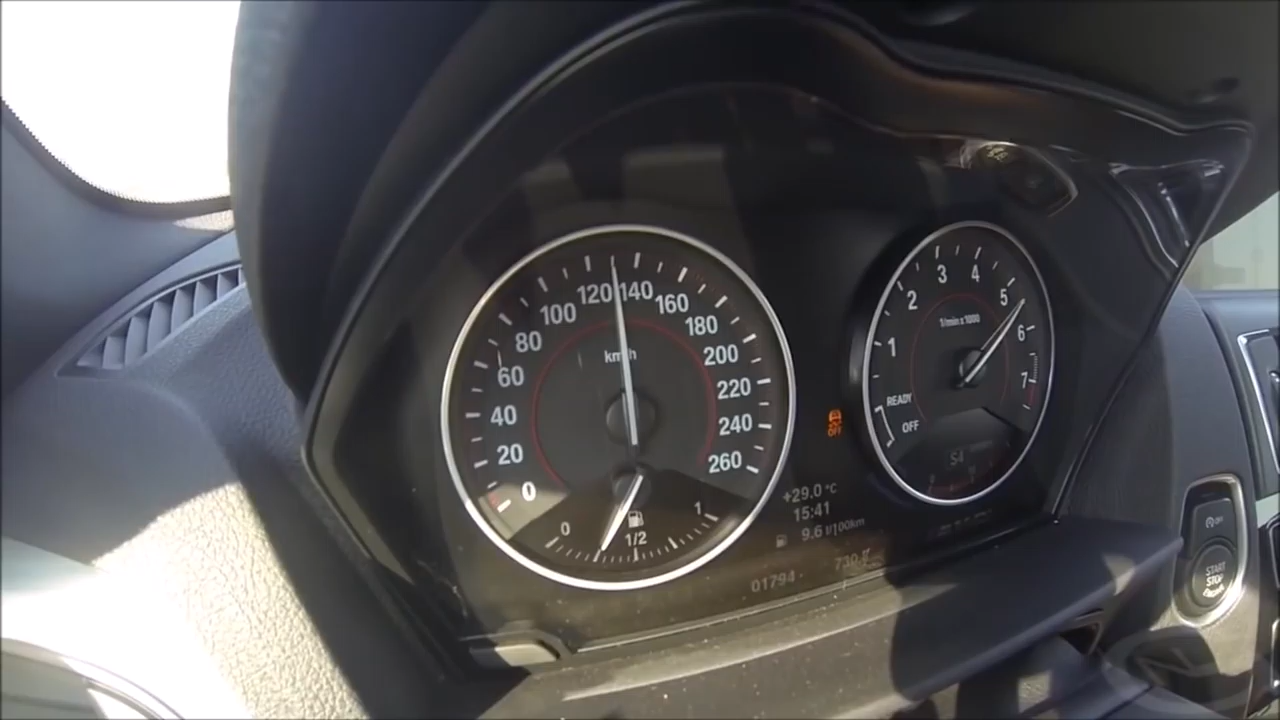 0
20
40
60
80
100
120
140
160
180
200
220
240
260
km/h
0
1/2
1
OFF
+29.0 °C
15:41
9.6 l/100km
01794
730.
READY
OFF
1
2
3
4
5
6
7
1/min x 1000
S4
OFF
START
STOP
ENGINE